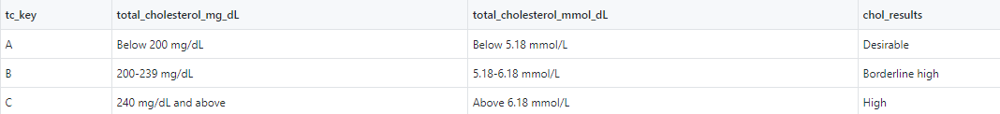 tc_key total_cholesterol_mg_dL total_cholesterol_mmol_dL chol_results
A Below 200 mg/dL Below 5.18 mmol/L Desirable
B 200-239 mg/dL 5.18-6.18 mmol/L Borderline high
C 240 mg/dL and above Above 6.18 mmol/L High